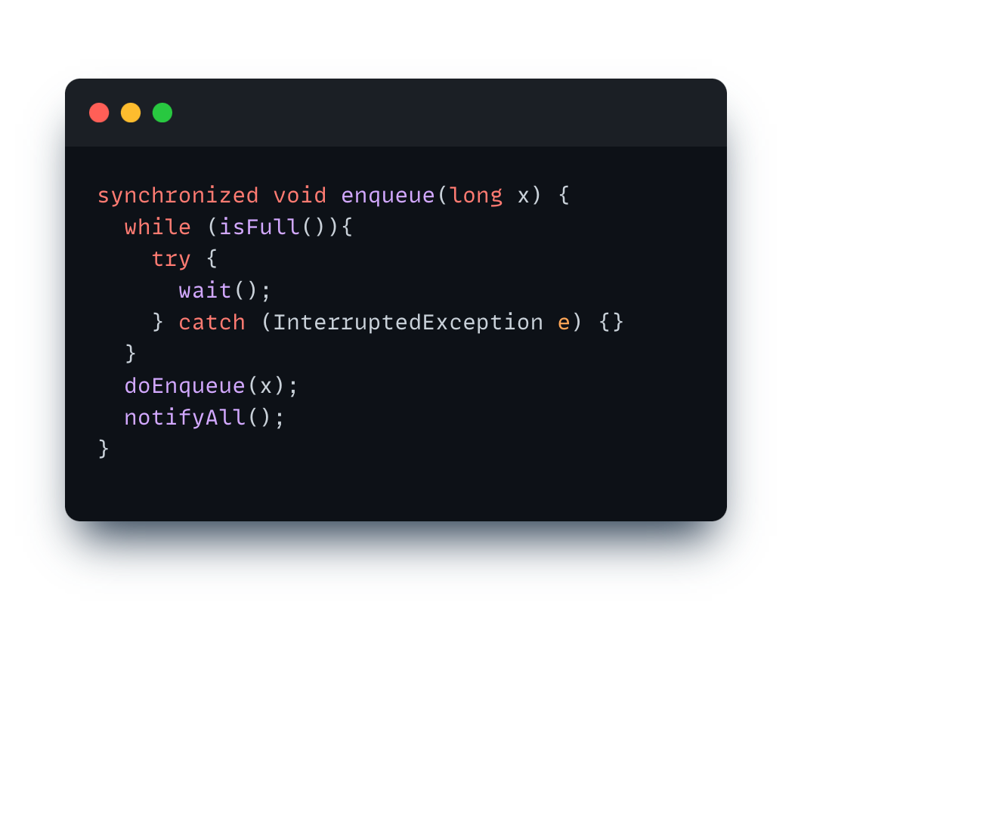 synchronized void enqueue(long x) {
  while (isFull()){
    try {
      wait();
    } catch (InterruptedException e) {}
  }
  doEnqueue(x);
  notifyAll();
}